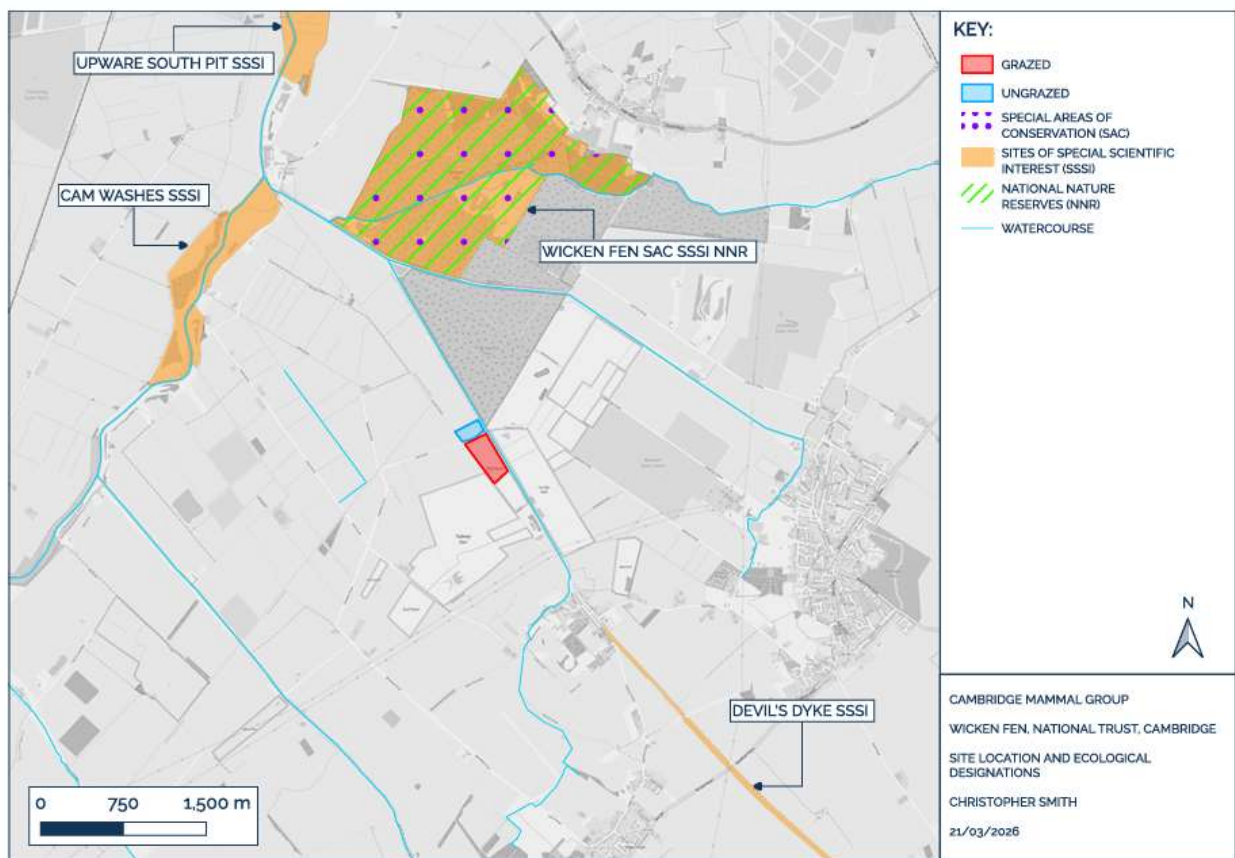 UPWARE SOUTH PIT SSSI
CAM WASHES SSSI
WICKEN FEN SAC SSSI NNR
DEVIL'S DYKE SSSI
0 750 1,500 m
KEY:
GRAZED
UNGRAZED
SPECIAL AREAS OF
CONSERVATION (SAC)
SITES OF SPECIAL SCIENTIFIC
INTEREST (SSSI)
NATIONAL NATURE
RESERVES (NNR)
WATERCOURSE
N
CAMBRIDGE MAMMAL GROUP
WICKEN FEN, NATIONAL TRUST, CAMBRIDGE
SITE LOCATION AND ECOLOGICAL
DESIGNATIONS
CHRISTOPHER SMITH
21/03/2026